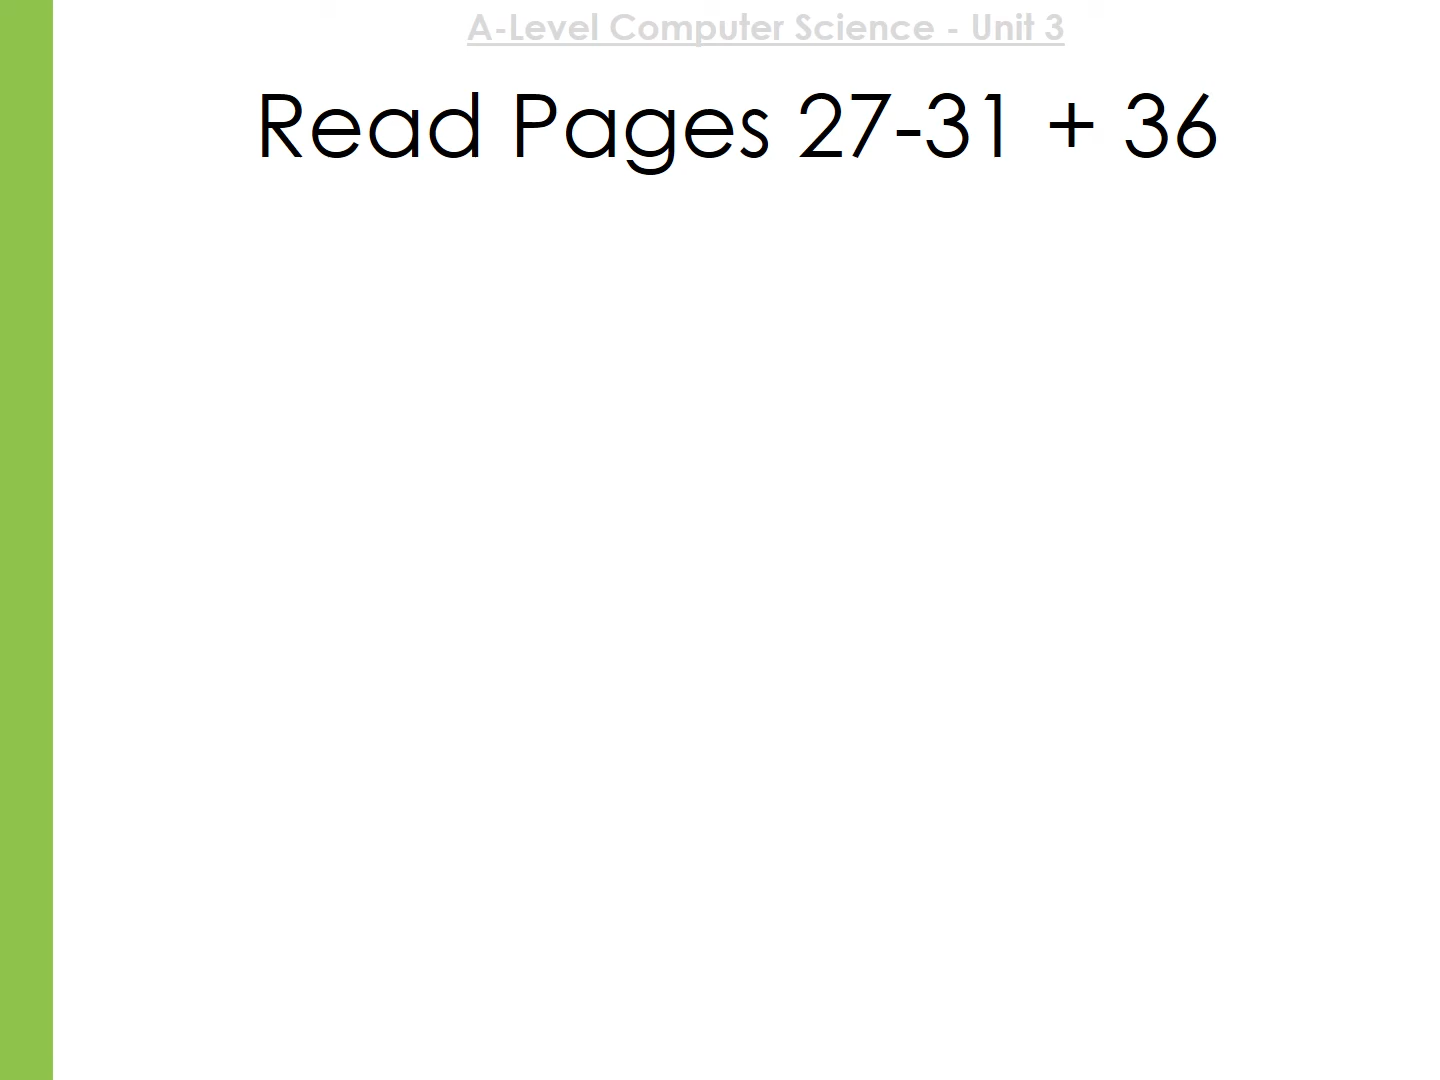 A-Level Computer Science - Unit 3
Read Pages 27-31 + 36